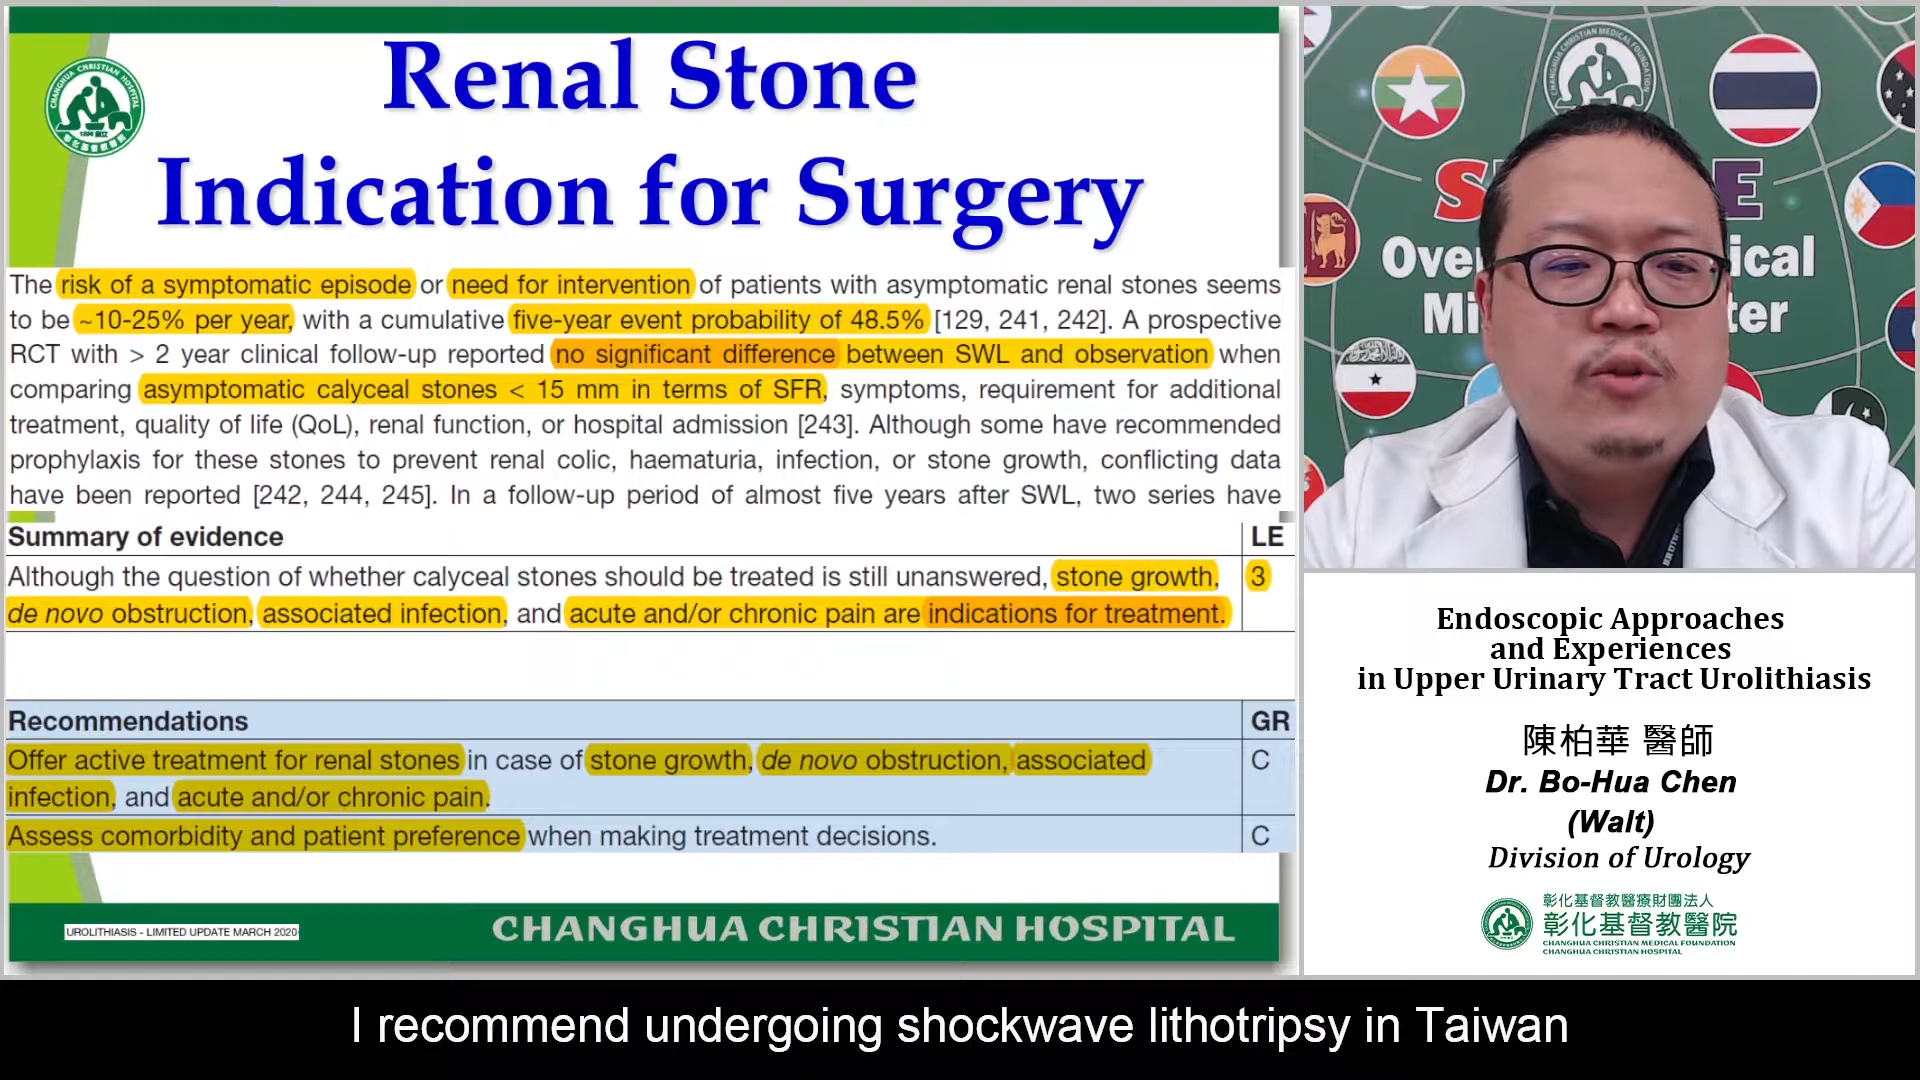 Renal Stone
Indication for Surgery
CHANGHUA CHRISTIAN HOSPITAL
The risk of a symptomatic episode or need for intervention of patients with asymptomatic renal stones seems
to be ~10-25% per year, with a cumulative five-year event probability of 48.5% [129, 241, 242]. A prospective
RCT with > 2 year clinical follow-up reported no significant difference between SWL and observation when
comparing asymptomatic calyceal stones < 15 mm in terms of SFR, symptoms, requirement for additional
treatment, quality of life (QoL), renal function, or hospital admission [243]. Although some have recommended
prophylaxis for these stones to prevent renal colic, haematuria, infection, or stone growth, conflicting data
have been reported [242, 244, 245]. In a follow-up period of almost five years after SWL, two series have
Summary of evidence LE
Although the question of whether calyceal stones should be treated is still unanswered, stone growth, 3
de novo obstruction, associated infection, and acute and/or chronic pain are indications for treatment.
Recommendations GR
Offer active treatment for renal stones in case of stone growth, de novo obstruction, associated C
infection, and acute and/or chronic pain.
Assess comorbidity and patient preference when making treatment decisions. C
UROLITHIASIS - LIMITED UPDATE MARCH 2020
CHANGHUA CHRISTIAN HOSPITAL
Endoscopic Approaches
and Experiences
in Upper Urinary Tract Urolithiasis
陳柏華 醫師
Dr. Bo-Hua Chen
(Walt)
Division of Urology
彰化基督教醫療財團法人
彰化基督教醫院
CHANGHUA CHRISTIAN MEDICAL FOUNDATION
CHANGHUA CHRISTIAN HOSPITAL
I recommend undergoing shockwave lithotripsy in Taiwan